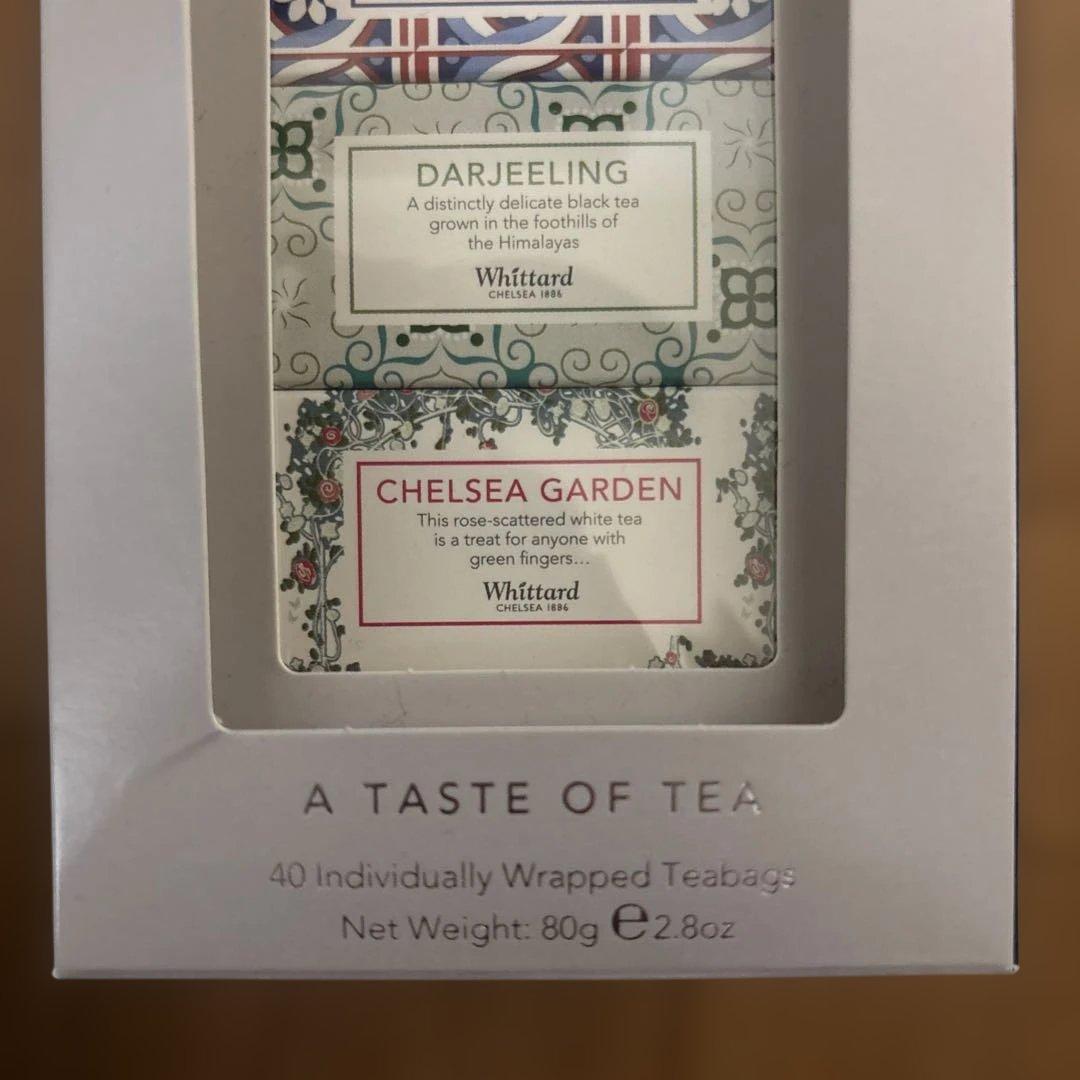 DARJEELING
A distinctly delicate black tea
grown in the foothills of
the Himalayas
Whittard
CHELSEA 1886
CHELSEA GARDEN
This rose-scattered white tea
is a treat for anyone with
green fingers...
Whittard
CHELSEA 1886
A TASTE OF TEA
40 Individually Wrapped Teabags
Net Weight: 80g ℮ 2.8oz